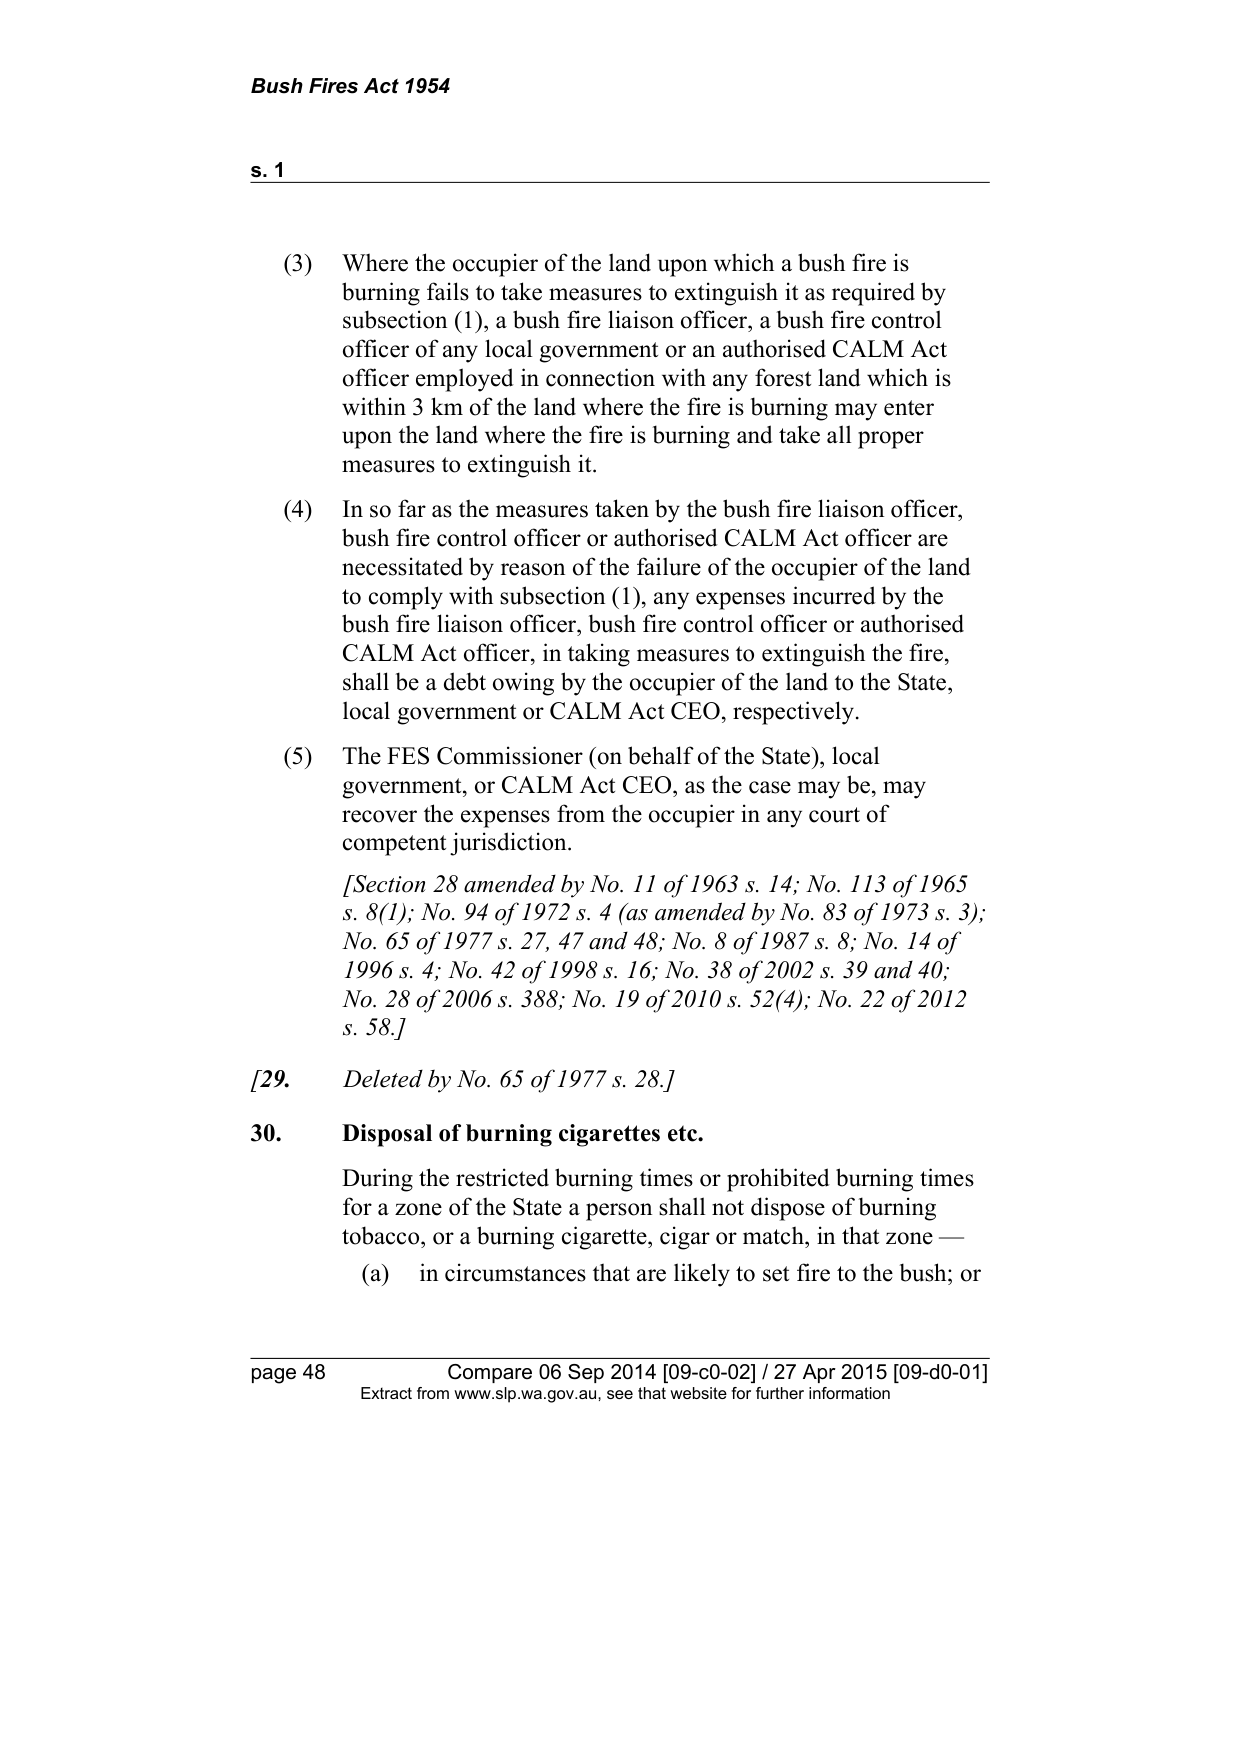 Bush Fires Act 1954
s. 1
(3) Where the occupier of the land upon which a bush fire is
burning fails to take measures to extinguish it as required by
subsection (1), a bush fire liaison officer, a bush fire control
officer of any local government or an authorised CALM Act
officer employed in connection with any forest land which is
within 3 km of the land where the fire is burning may enter
upon the land where the fire is burning and take all proper
measures to extinguish it.
(4) In so far as the measures taken by the bush fire liaison officer,
bush fire control officer or authorised CALM Act officer are
necessitated by reason of the failure of the occupier of the land
to comply with subsection (1), any expenses incurred by the
bush fire liaison officer, bush fire control officer or authorised
CALM Act officer, in taking measures to extinguish the fire,
shall be a debt owing by the occupier of the land to the State,
local government or CALM Act CEO, respectively.
(5) The FES Commissioner (on behalf of the State), local
government, or CALM Act CEO, as the case may be, may
recover the expenses from the occupier in any court of
competent jurisdiction.
[Section 28 amended by No. 11 of 1963 s. 14; No. 113 of 1965
s. 8(1); No. 94 of 1972 s. 4 (as amended by No. 83 of 1973 s. 3);
No. 65 of 1977 s. 27, 47 and 48; No. 8 of 1987 s. 8; No. 14 of
1996 s. 4; No. 42 of 1998 s. 16; No. 38 of 2002 s. 39 and 40;
No. 28 of 2006 s. 388; No. 19 of 2010 s. 52(4); No. 22 of 2012
s. 58.]
[29. Deleted by No. 65 of 1977 s. 28.]
30. Disposal of burning cigarettes etc.
During the restricted burning times or prohibited burning times
for a zone of the State a person shall not dispose of burning
tobacco, or a burning cigarette, cigar or match, in that zone —
(a) in circumstances that are likely to set fire to the bush; or
page 48 Compare 06 Sep 2014 [09-c0-02] / 27 Apr 2015 [09-d0-01]
Extract from www.slp.wa.gov.au, see that website for further information